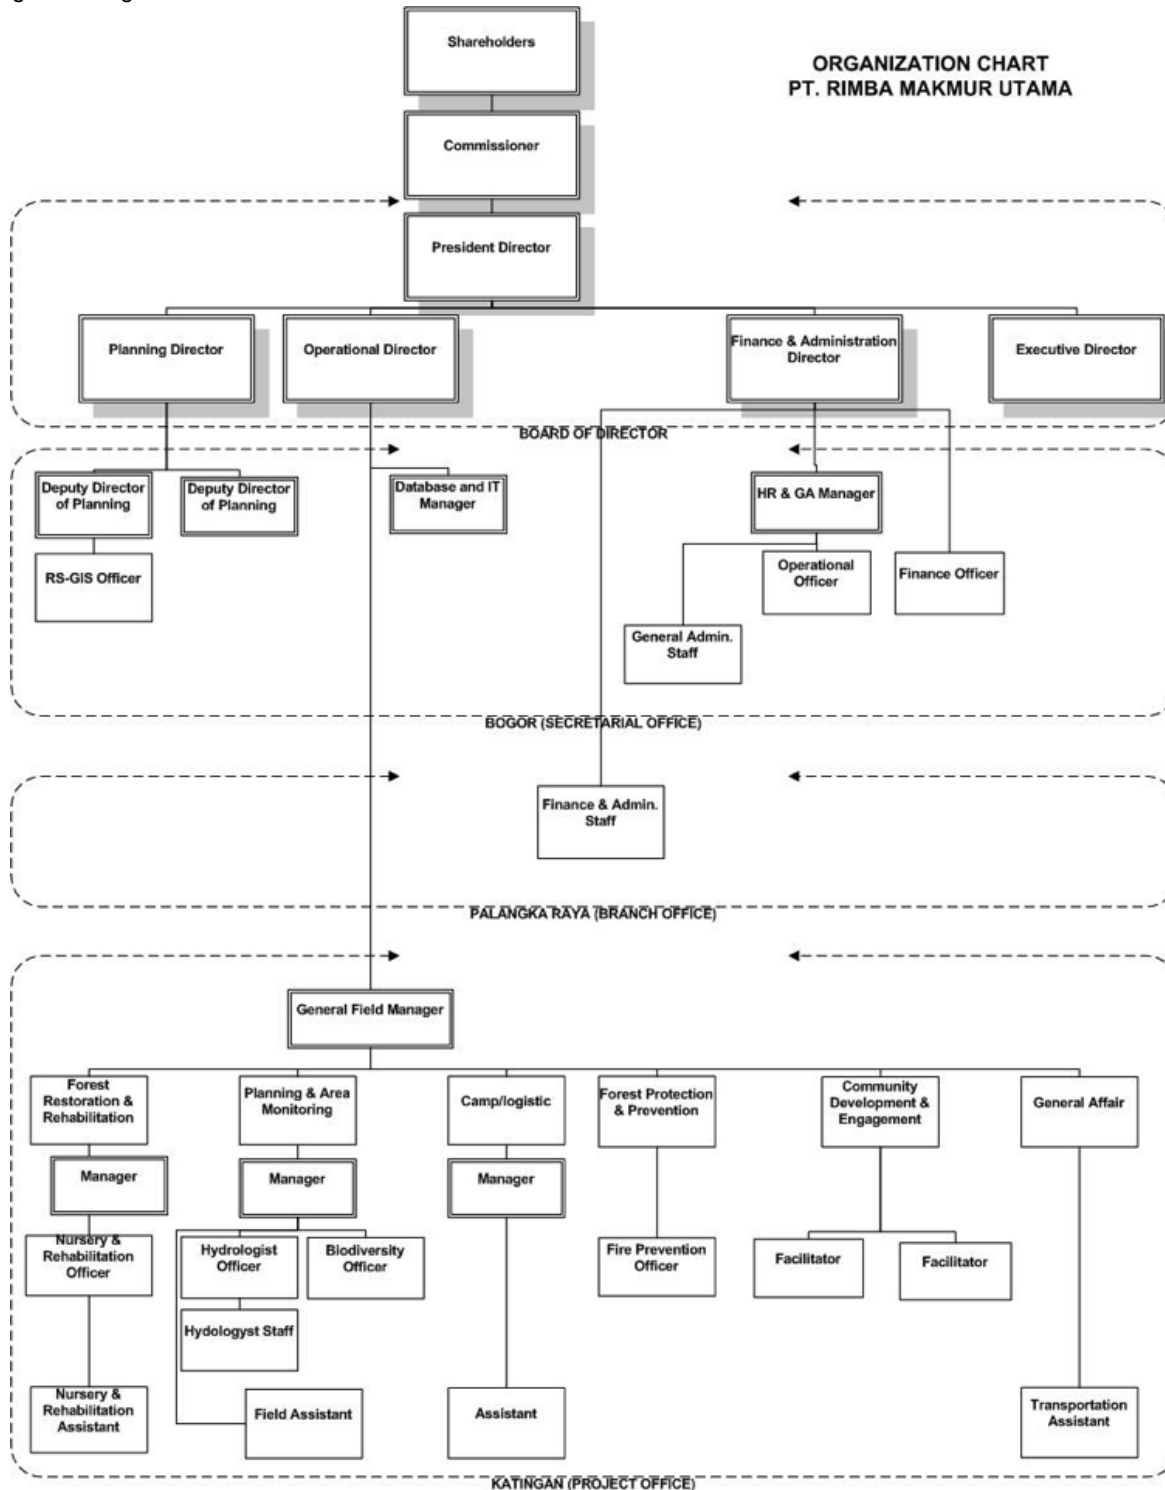 Shareholders
ORGANIZATION CHART
PT. RIMBA MAKMUR UTAMA
Commissioner
President Director
Planning Director
Operational Director
Finance & Administration
Director
Executive Director
BOARD OF DIRECTOR
Deputy Director
of Planning
Deputy Director
of Planning
Database and IT
Manager
HR & GA Manager
RS-GIS Officer
Operational
Officer
Finance Officer
General Admin.
Staff
BOGOR (SECRETARIAL OFFICE)
Finance & Admin.
Staff
PALANGKA RAYA (BRANCH OFFICE)
General Field Manager
Forest
Restoration &
Rehabilitation
Planning & Area
Monitoring
Camp/logistic
Forest Protection
& Prevention
Community
Development &
Engagement
General Affair
Manager
Manager
Manager
Nursery &
Rehabilitation
Officer
Hydrologist
Officer
Biodiversity
Officer
Fire Prevention
Officer
Facilitator
Facilitator
Hydologyst Staff
Nursery &
Rehabilitation
Assistant
Field Assistant
Assistant
Transportation
Assistant
KATINGAN (PROJECT OFFICE)